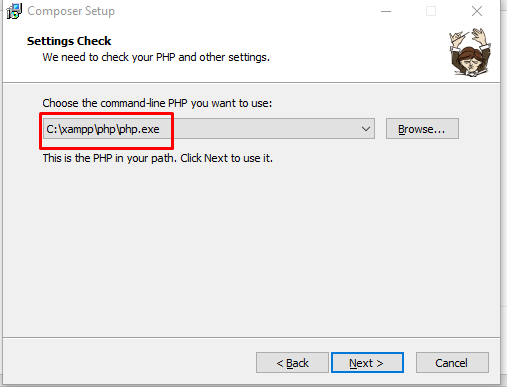 Composer Setup
Settings Check
We need to check your PHP and other settings.
Choose the command-line PHP you want to use:
C:\xampp\php\php.exe
Browse...
This is the PHP in your path. Click Next to use it.
< Back
Next >
Cancel